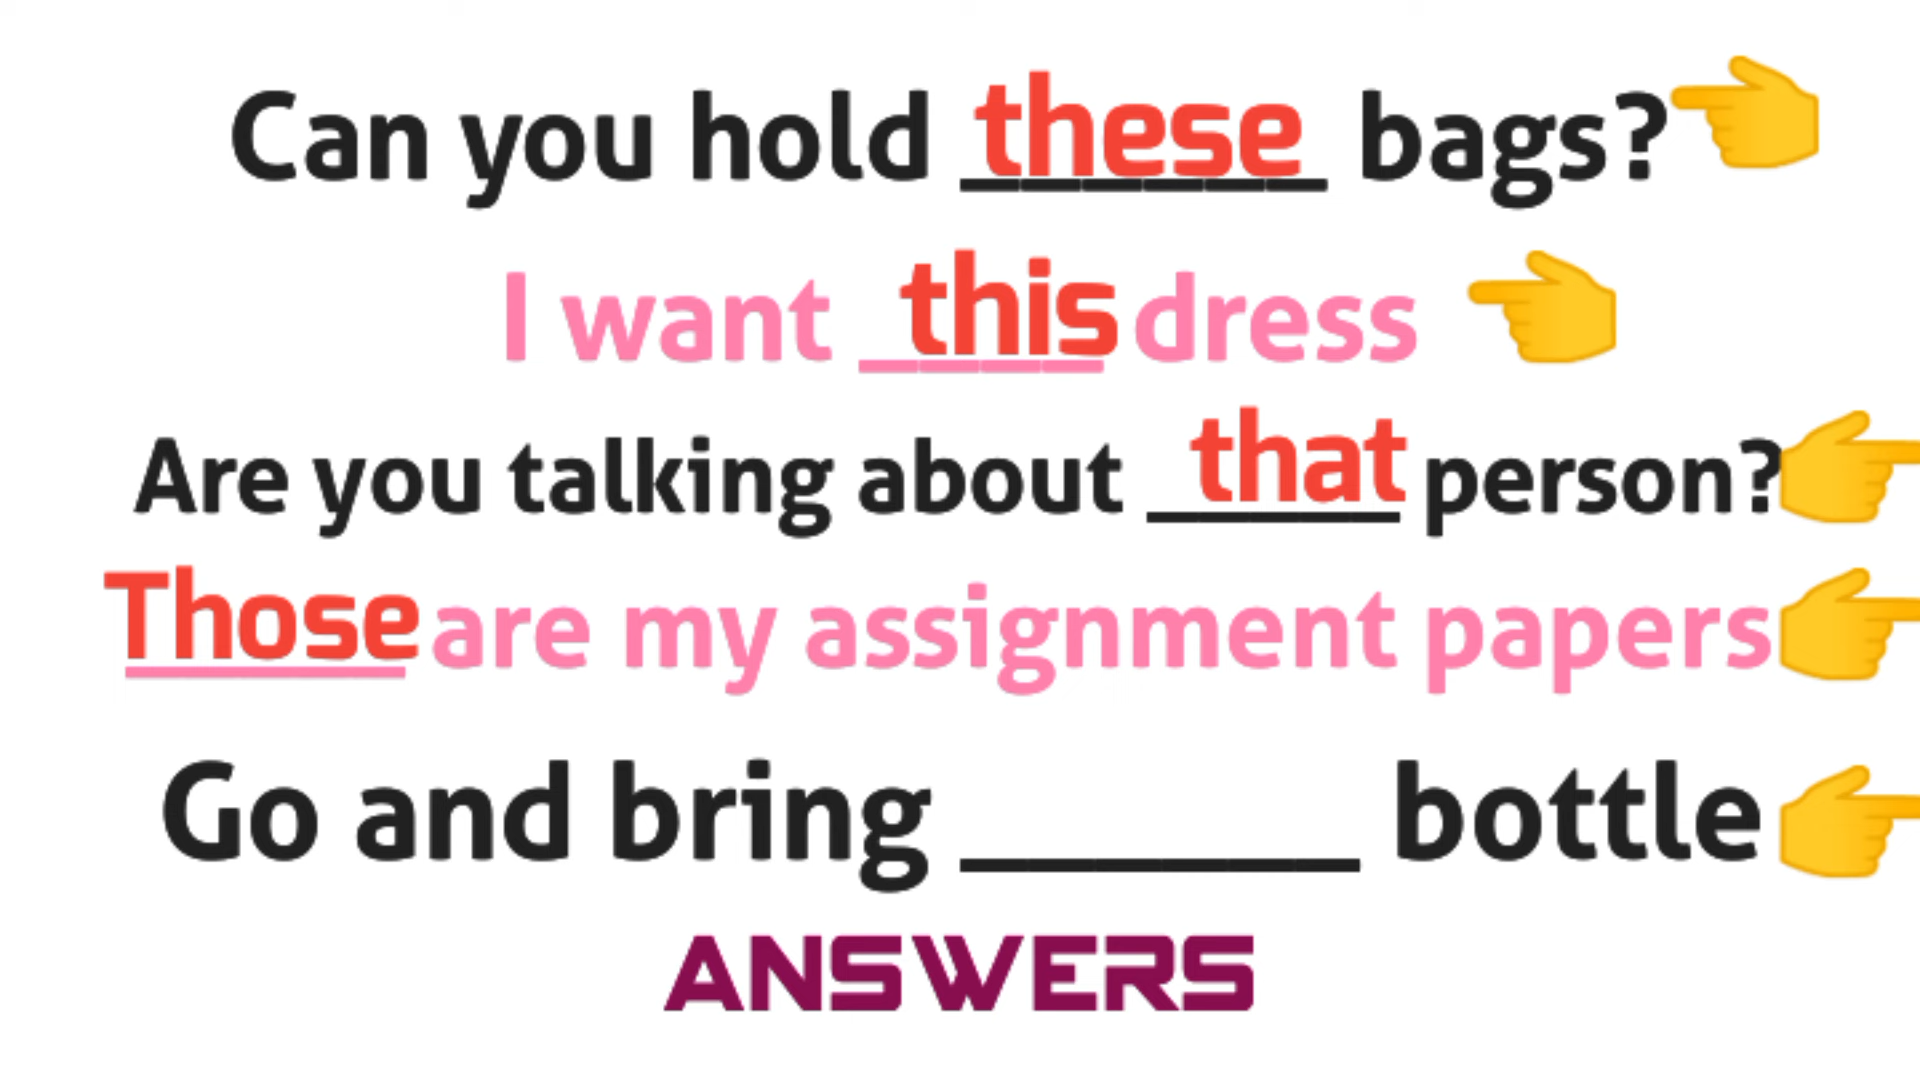 Can you hold these bags?
I want this dress
Are you talking about that person?
Those are my assignment papers
Go and bring ______ bottle
ANSWERS